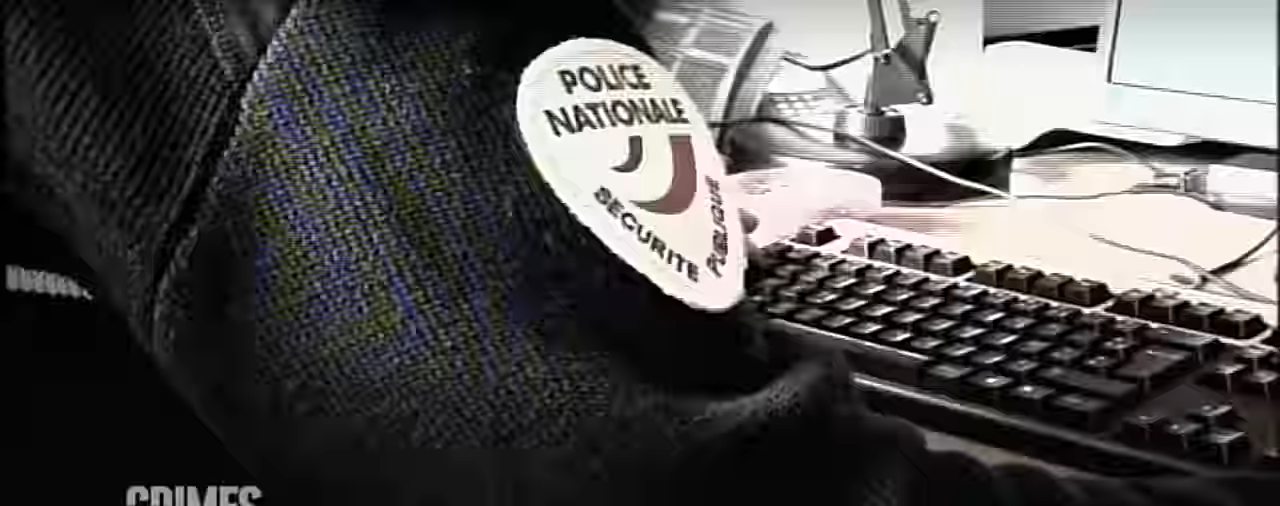 POLICE
NATIONALE
SECURITE
PUBLIQUE
CRIMES